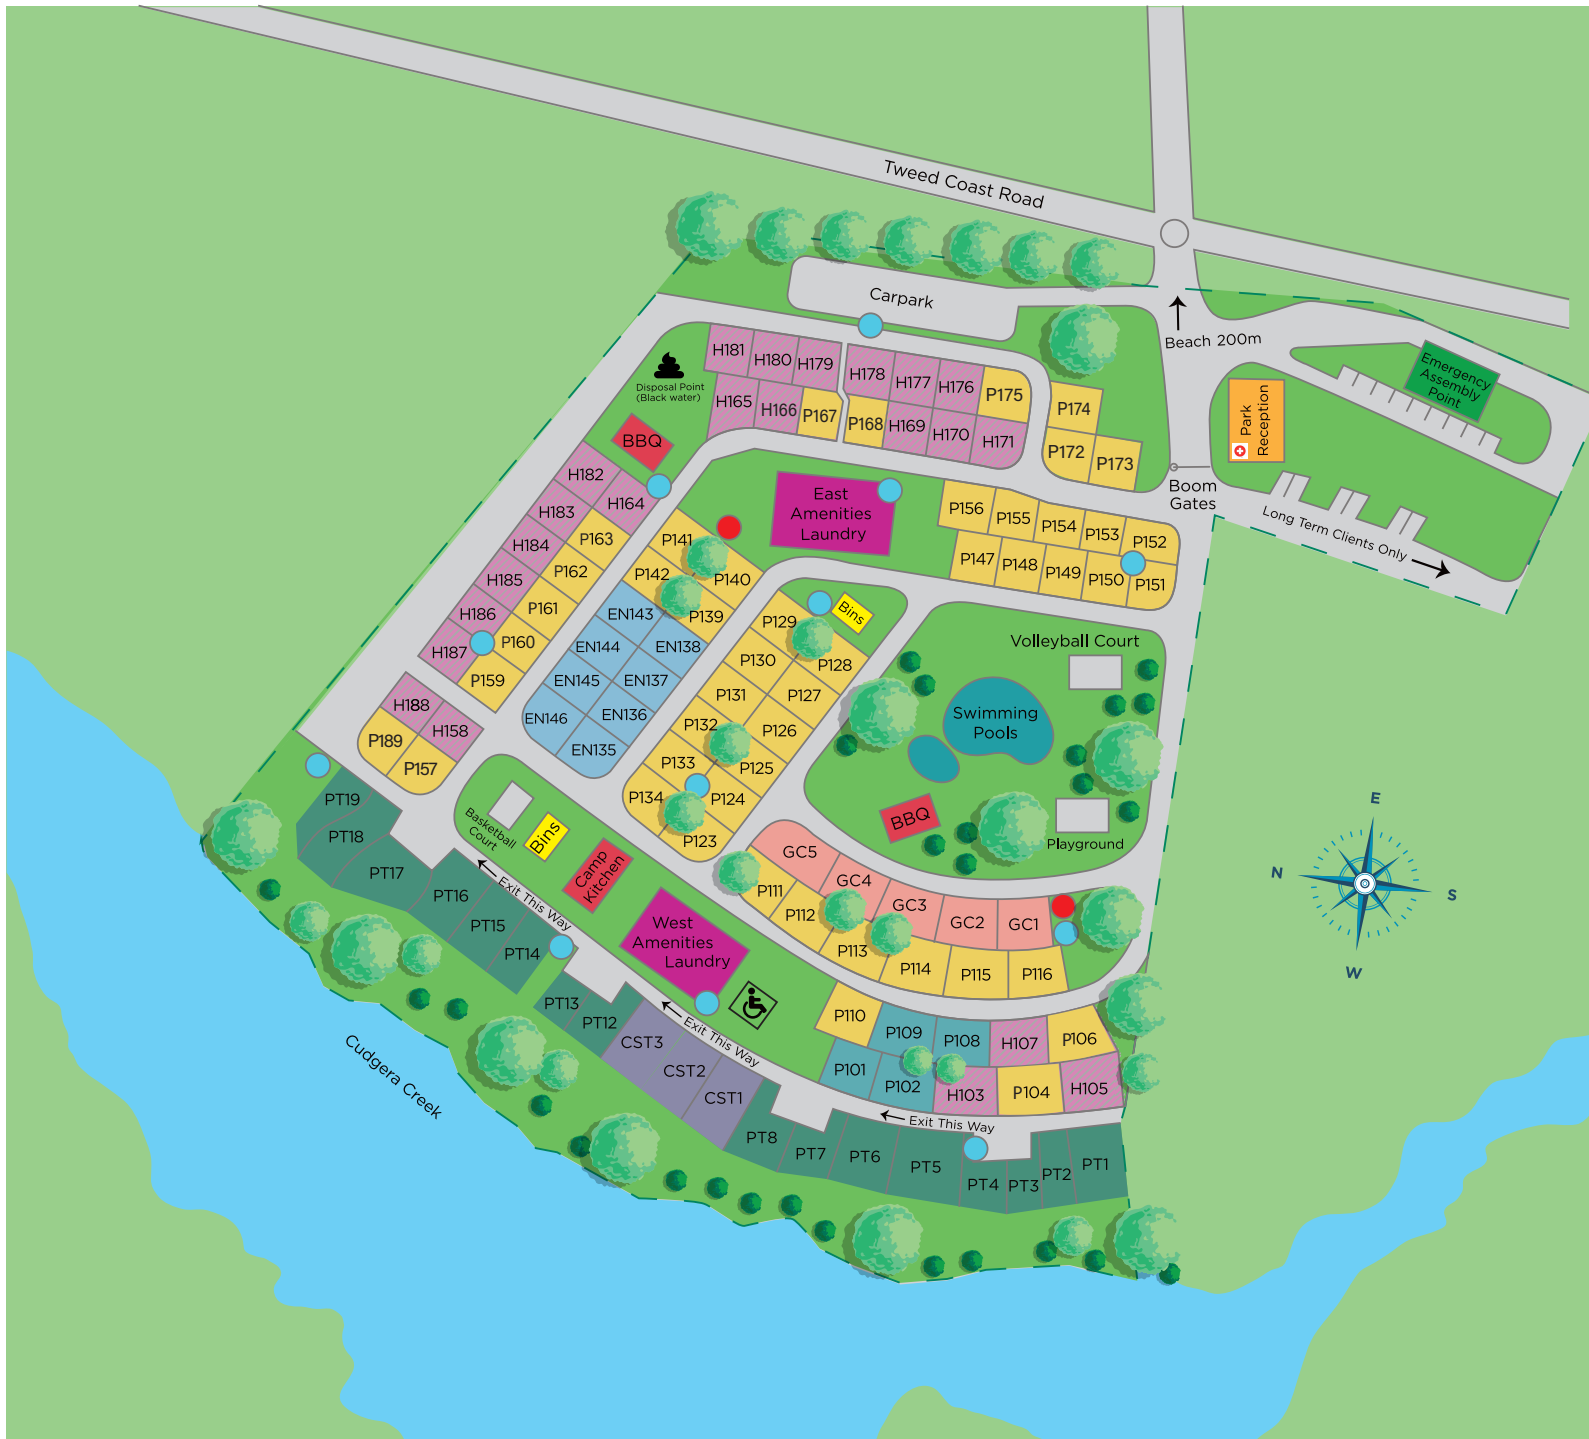 Tweed Coast Road
Carpark
Beach 200m
Emergency
Assembly
Point
Park
Reception
Boom
Gates
Long Term Clients Only
Disposal Point
(Black water)
BBQ
H181
H180
H179
H178
H177
H176
P175
H165
H166
P167
P168
H169
H170
H171
P174
P172
P173
H182
H164
H183
P163
H184
P162
H185
P161
H186
P160
H187
P159
H188
H158
P189
P157
East
Amenities
Laundry
P156
P155
P154
P153
P152
P147
P148
P149
P150
P151
P141
P140
P142
P139
EN143
EN138
EN144
EN137
EN145
EN136
EN146
EN135
Bins
P129
P128
P130
P127
P131
P126
P132
P125
P133
P124
P134
P123
Volleyball Court
Swimming
Pools
BBQ
Playground
E
N
S
W
Basketball
Court
Bins
Camp
Kitchen
West
Amenities
Laundry
Exit This Way
Exit This Way
Exit This Way
GC5
GC4
GC3
GC2
GC1
P111
P112
P113
P114
P115
P116
P110
P109
P108
H107
P106
P101
P102
H103
P104
H105
PT19
PT18
PT17
PT16
PT15
PT14
PT13
PT12
CST3
CST2
CST1
PT8
PT7
PT6
PT5
PT4
PT3
PT2
PT1
Cudgera Creek